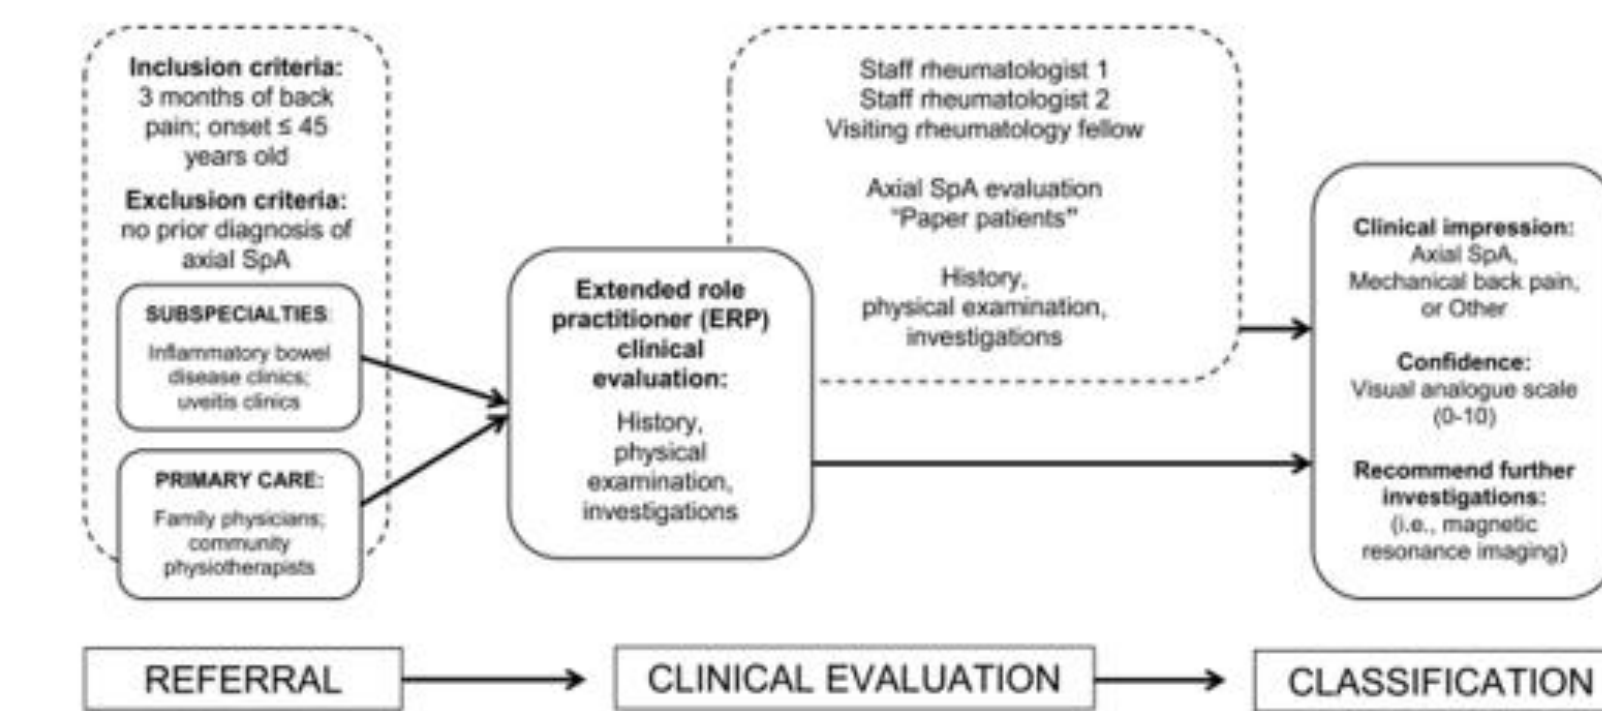 Inclusion criteria:
3 months of back
pain; onset ≤ 45
years old
Exclusion criteria:
no prior diagnosis of
axial SpA
SUBSPECIALTIES:
Inflammatory bowel
disease clinics;
uveitis clinics
PRIMARY CARE:
Family physicians;
community
physiotherapists
Extended role
practitioner (ERP)
clinical
evaluation:
History,
physical
examination,
investigations
Staff rheumatologist 1
Staff rheumatologist 2
Visiting rheumatology fellow
Axial SpA evaluation
"Paper patients"
History,
physical examination,
investigations
Clinical impression:
Axial SpA,
Mechanical back pain,
or Other
Confidence:
Visual analogue scale
(0-10)
Recommend further
investigations:
(i.e., magnetic
resonance imaging)
REFERRAL
CLINICAL EVALUATION
CLASSIFICATION